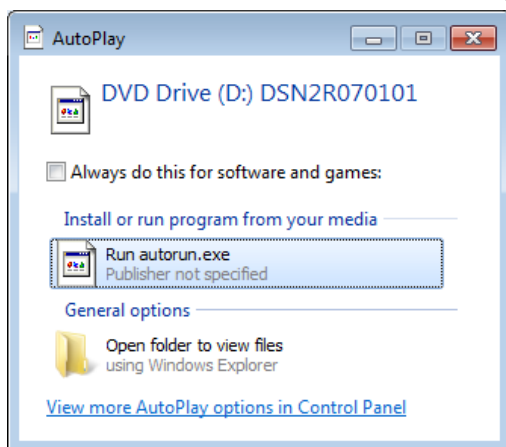 AutoPlay
DVD Drive (D:) DSN2R070101
Always do this for software and games:
Install or run program from your media
Run autorun.exe
Publisher not specified
General options
Open folder to view files
using Windows Explorer
View more AutoPlay options in Control Panel